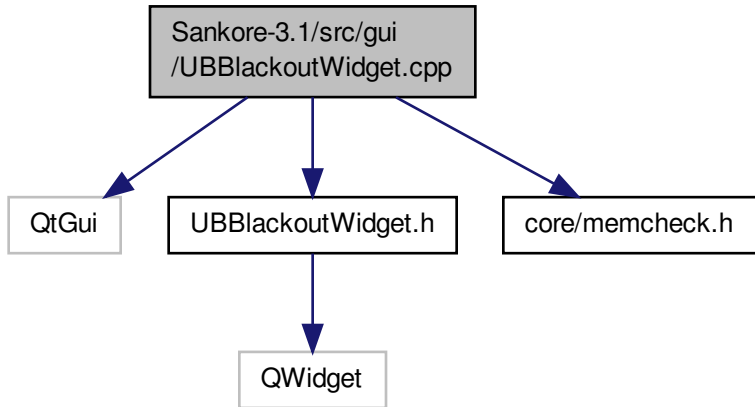 Sankore-3.1/src/gui
/UBBlackoutWidget.cpp
QtGui
UBBlackoutWidget.h
core/memcheck.h
QWidget